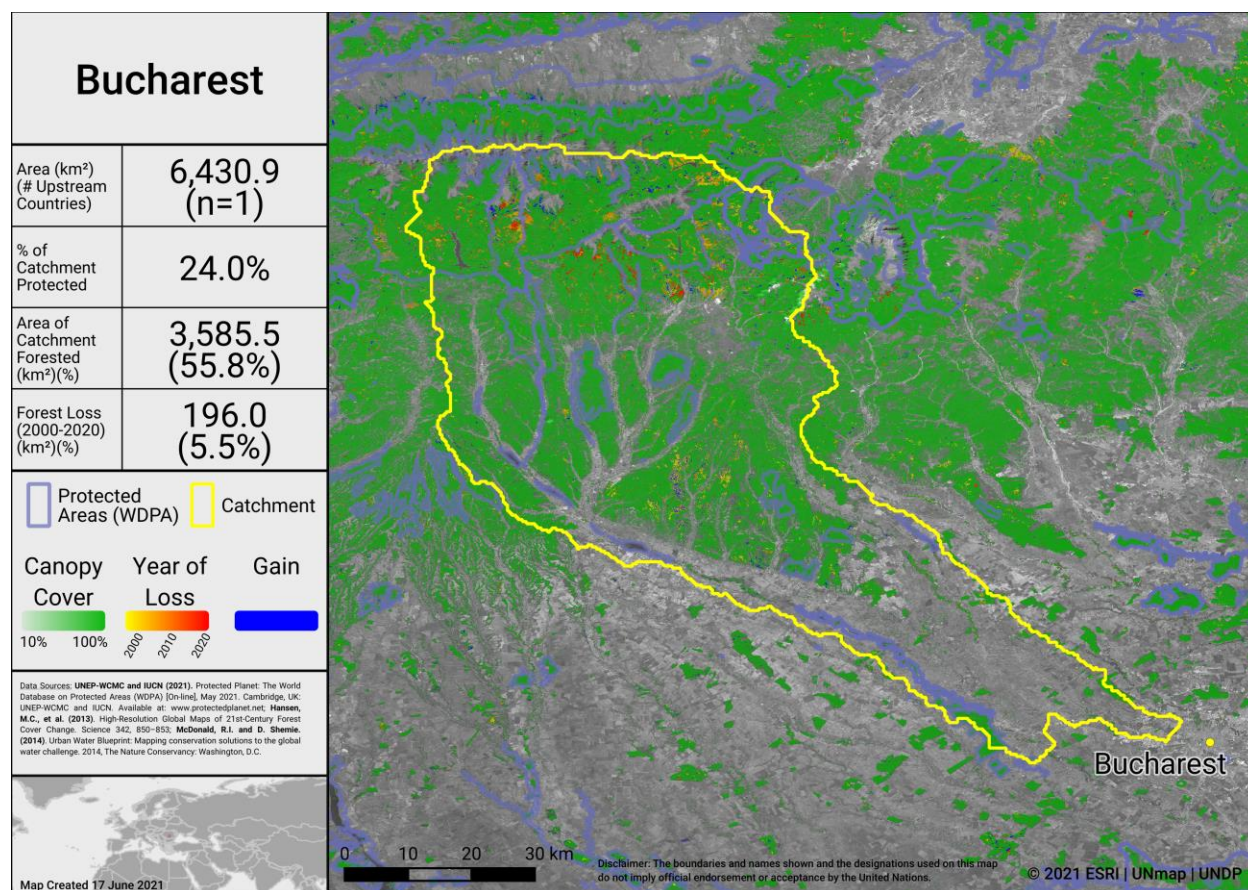 Bucharest
Area (km²)
(# Upstream
Countries)
6,430.9
(n=1)
% of
Catchment
Protected
24.0%
Area of
Catchment
Forested
(km²)(%)
3,585.5
(55.8%)
Forest Loss
(2000-2020)
(km²)(%)
196.0
(5.5%)
Protected
Areas (WDPA)
Catchment
Canopy
Cover
10% 100%
Year of
Loss
2000 2010 2020
Gain
Data Sources: UNEP-WCMC and IUCN (2021). Protected Planet: The World
Database on Protected Areas (WDPA) [On-line], May 2021. Cambridge, UK:
UNEP-WCMC and IUCN. Available at: www.protectedplanet.net; Hansen,
M.C., et al. (2013). High-Resolution Global Maps of 21st-Century Forest
Cover Change. Science 342, 850–853; McDonald, R.I. and D. Shemie.
(2014). Urban Water Blueprint: Mapping conservation solutions to the global
water challenge. 2014, The Nature Conservancy: Washington, D.C.
Map Created 17 June 2021
Bucharest
0 10 20 30 km
Disclaimer: The boundaries and names shown and the designations used on this map
do not imply official endorsement or acceptance by the United Nations.
© 2021 ESRI | UNmap | UNDP